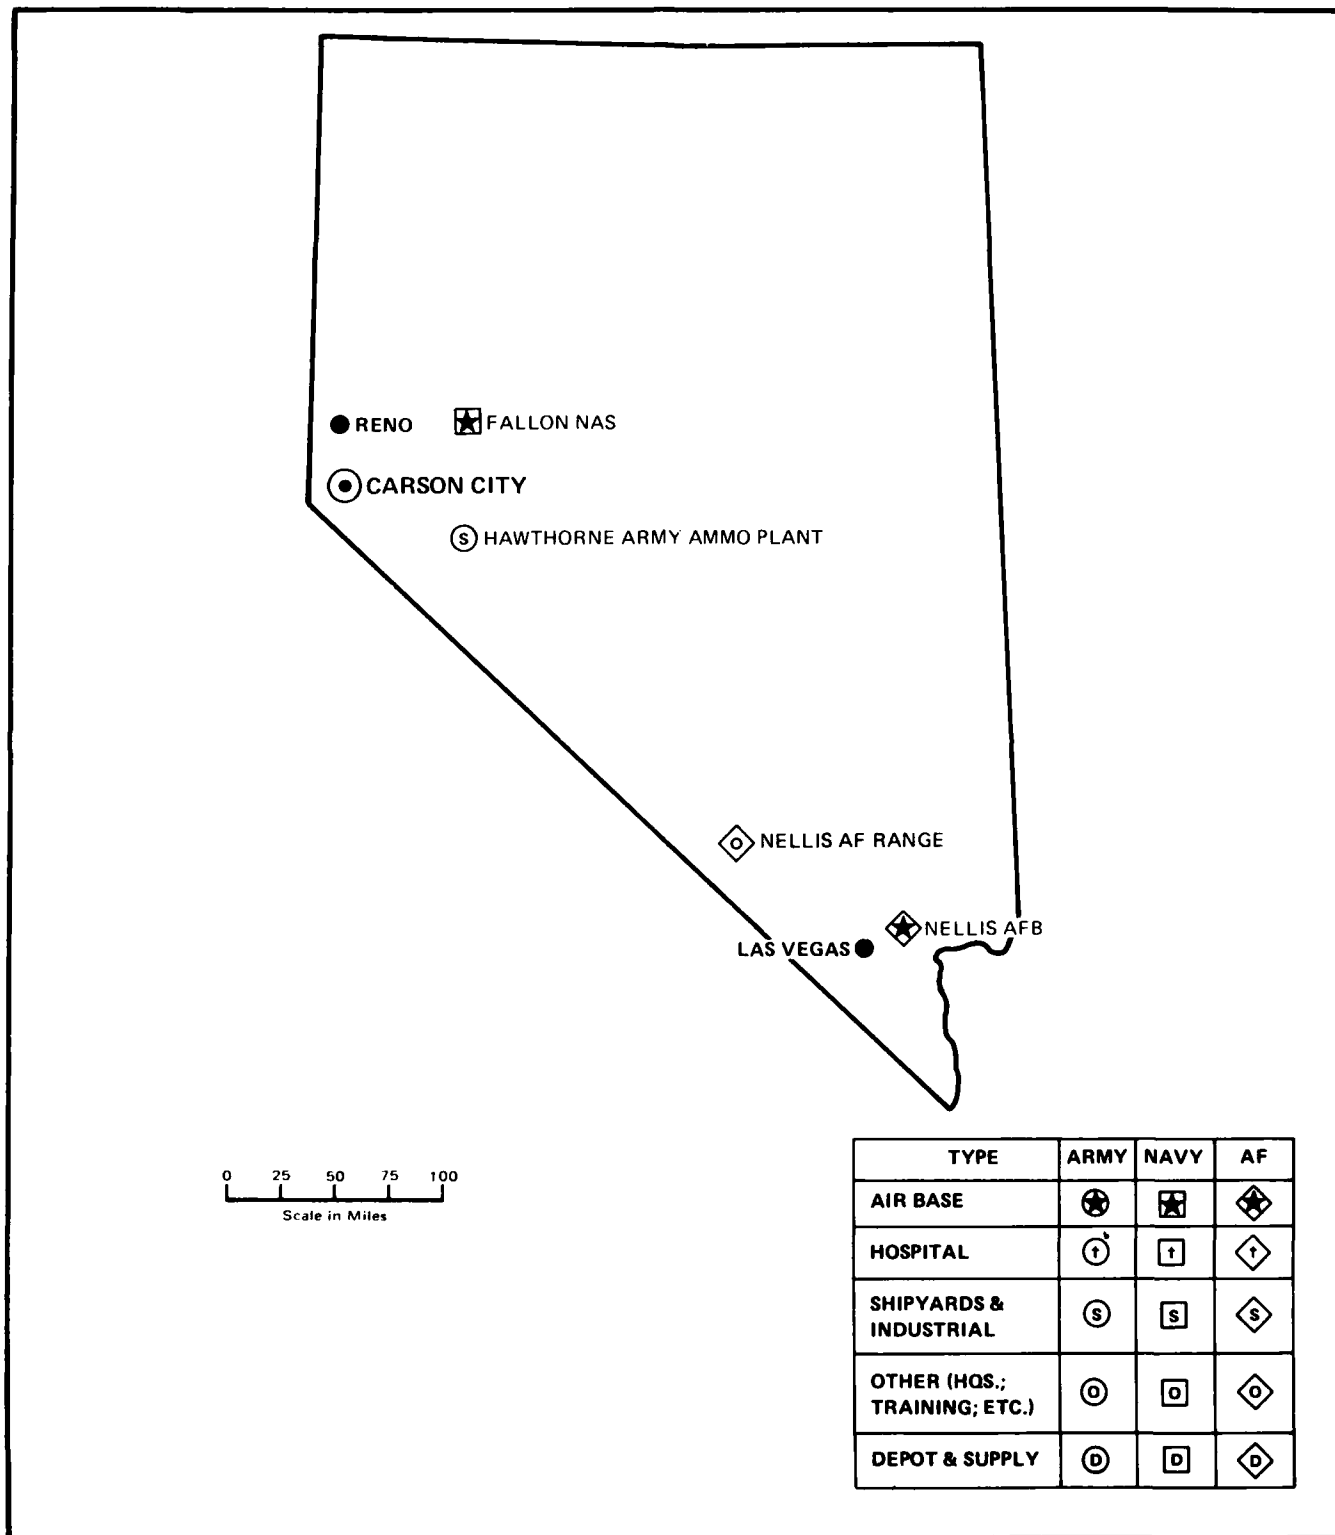 RENO
FALLON NAS
CARSON CITY
S HAWTHORNE ARMY AMMO PLANT
O NELLIS AF RANGE
NELLIS AFB
LAS VEGAS
0 25 50 75 100
Scale in Miles
TYPE ARMY NAVY AF
AIR BASE
HOSPITAL
SHIPYARDS &
INDUSTRIAL S S S
OTHER (HQS.;
TRAINING; ETC.) O O O
DEPOT & SUPPLY D D D